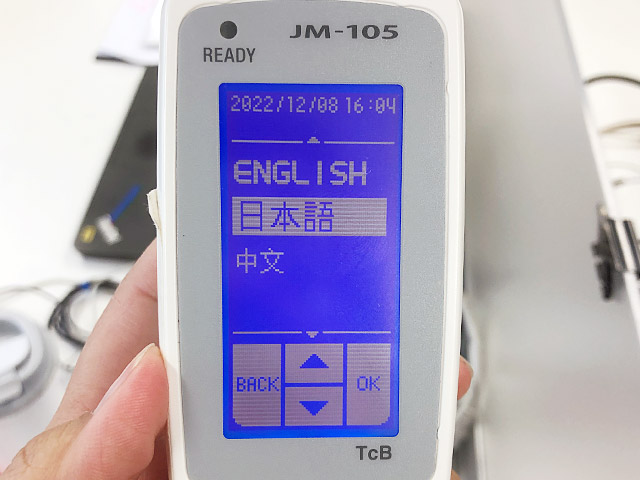 JM-105
READY
2022/12/08 16:04
ENGLISH
日本語
中文
BACK
OK
TcB